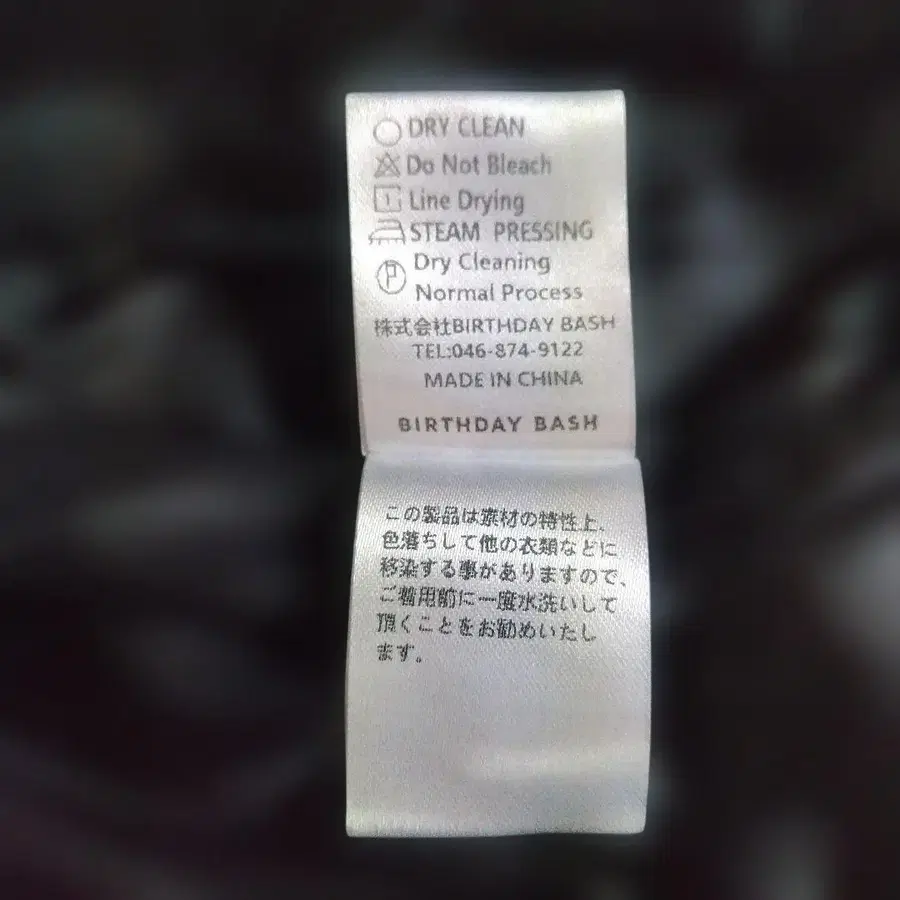 DRY CLEAN
Do Not Bleach
Line Drying
STEAM PRESSING
P
Dry Cleaning
Normal Process
株式会社BIRTHDAY BASH
TEL:046-874-9122
MADE IN CHINA
BIRTHDAY BASH
この製品は素材の特性上、
色落ちして他の衣類などに
移染する事がありますので、
ご着用前に一度水洗いして
頂くことをお勧めいたし
ます。